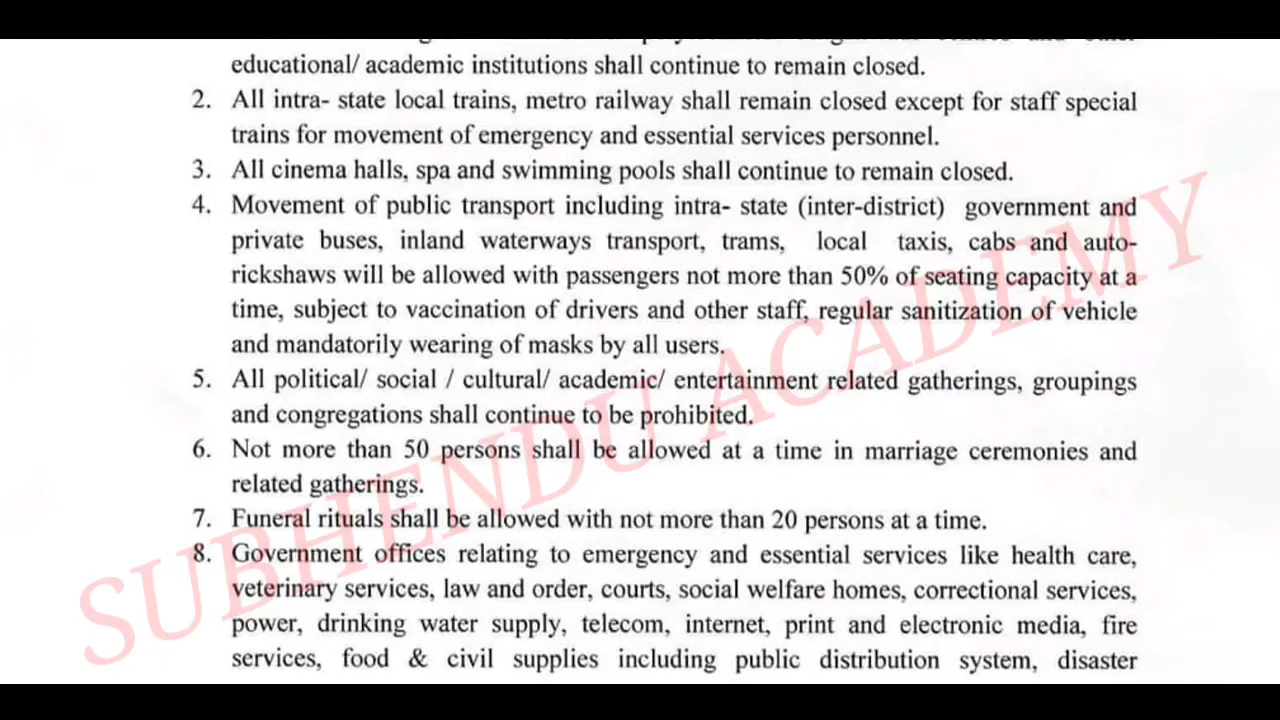 educational/ academic institutions shall continue to remain closed.
2. All intra- state local trains, metro railway shall remain closed except for staff special
trains for movement of emergency and essential services personnel.
3. All cinema halls, spa and swimming pools shall continue to remain closed.
4. Movement of public transport including intra- state (inter-district) government and
private buses, inland waterways transport, trams, local taxis, cabs and auto-
rickshaws will be allowed with passengers not more than 50% of seating capacity at a
time, subject to vaccination of drivers and other staff, regular sanitization of vehicle
and mandatorily wearing of masks by all users.
5. All political/ social / cultural/ academic/ entertainment related gatherings, groupings
and congregations shall continue to be prohibited.
6. Not more than 50 persons shall be allowed at a time in marriage ceremonies and
related gatherings.
7. Funeral rituals shall be allowed with not more than 20 persons at a time.
8. Government offices relating to emergency and essential services like health care,
veterinary services, law and order, courts, social welfare homes, correctional services,
power, drinking water supply, telecom, internet, print and electronic media, fire
services, food & civil supplies including public distribution system, disaster
SUBHENDU ACADEMY